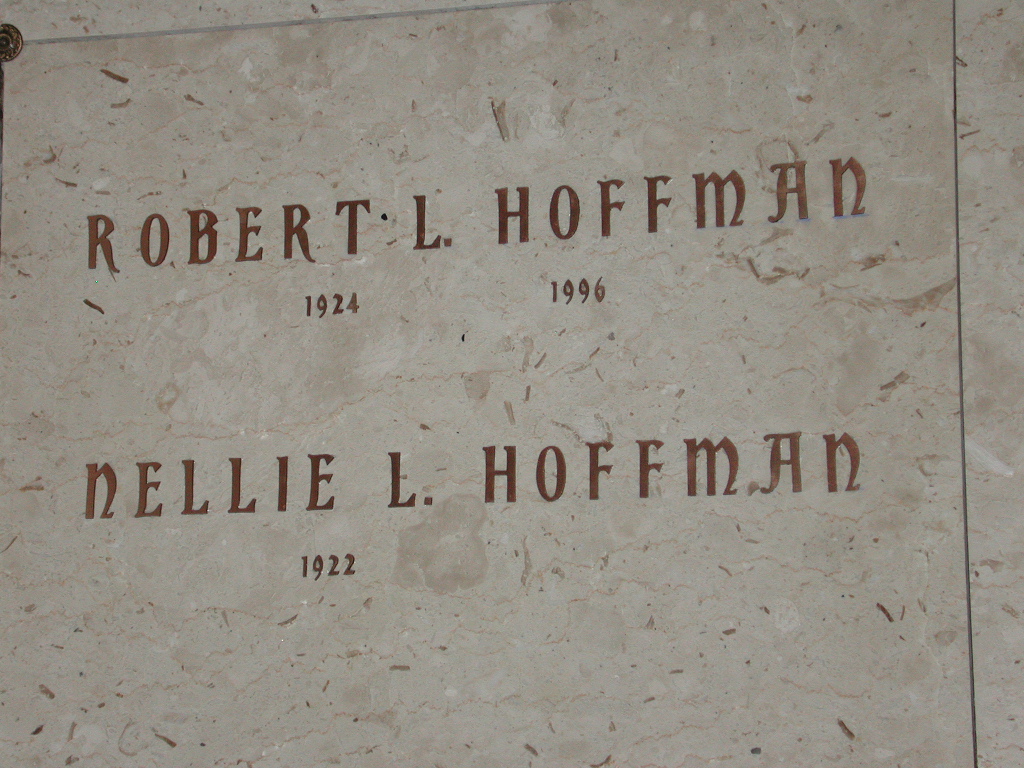 ROBERT L. HOFFMAN
1924 1996
NELLIE L. HOFFMAN
1922